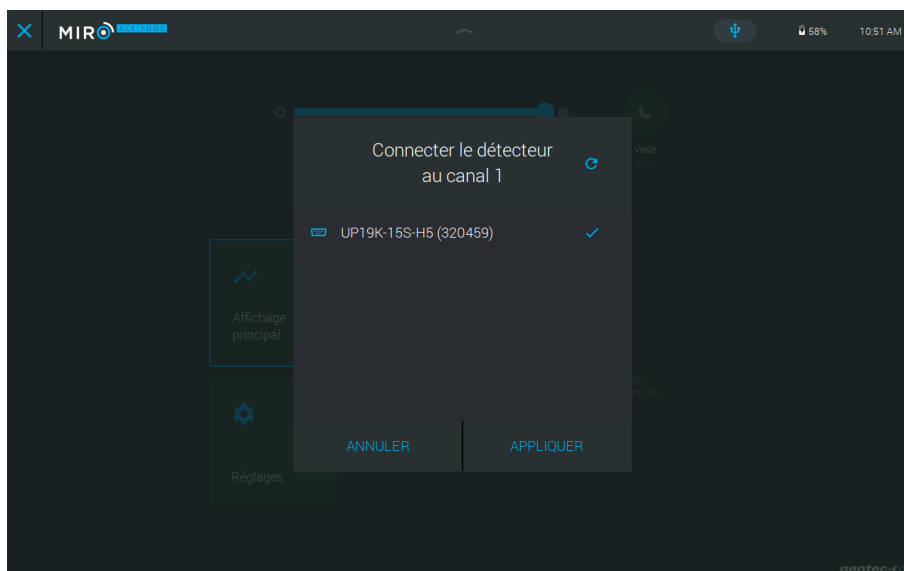 MIRO ALTITUDE
58%
10:51 AM
Connecter le détecteur
au canal 1
Veille
UP19K-15S-H5 (320459)
Affichage
principal
ANNULER
APPLIQUER
Réglages